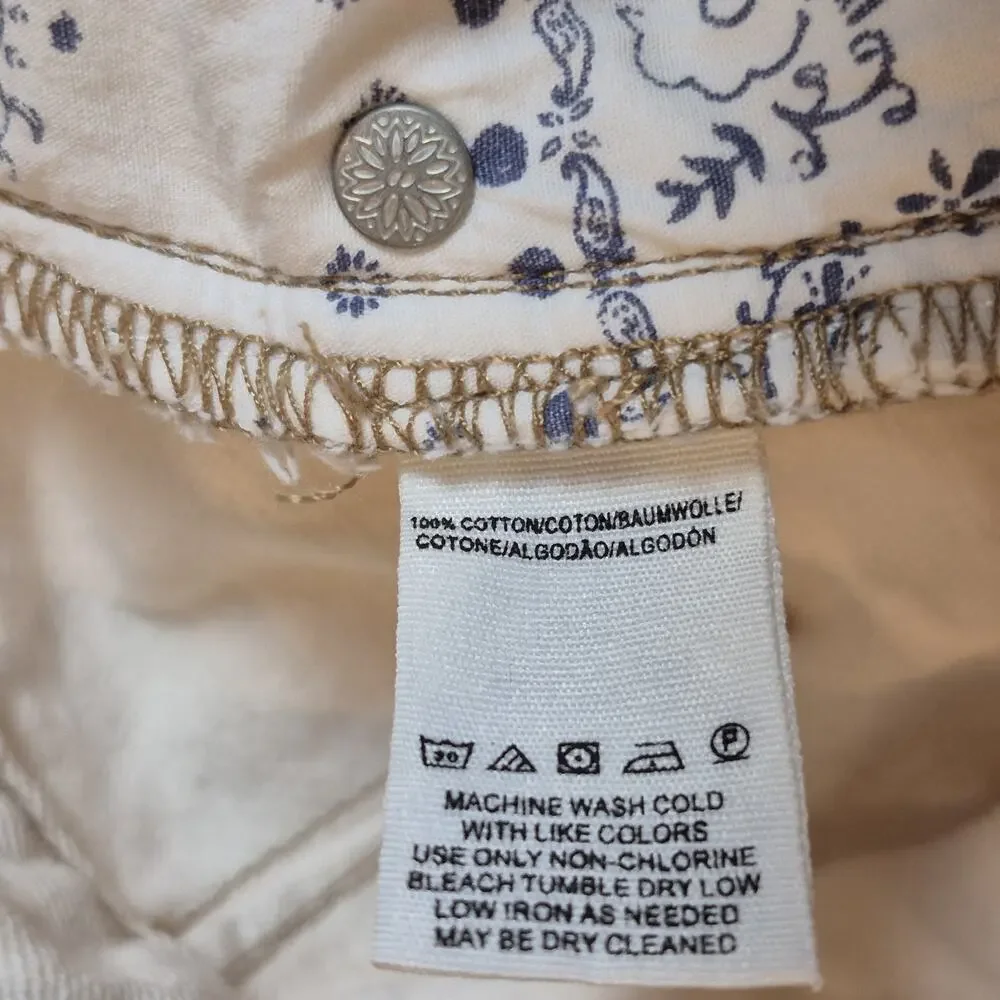 100% COTTON/COTON/BAUMWOLLE/
COTONE/ALGODÃO/ALGODÓN
30 P
MACHINE WASH COLD
WITH LIKE COLORS
USE ONLY NON-CHLORINE
BLEACH TUMBLE DRY LOW
LOW IRON AS NEEDED
MAY BE DRY CLEANED